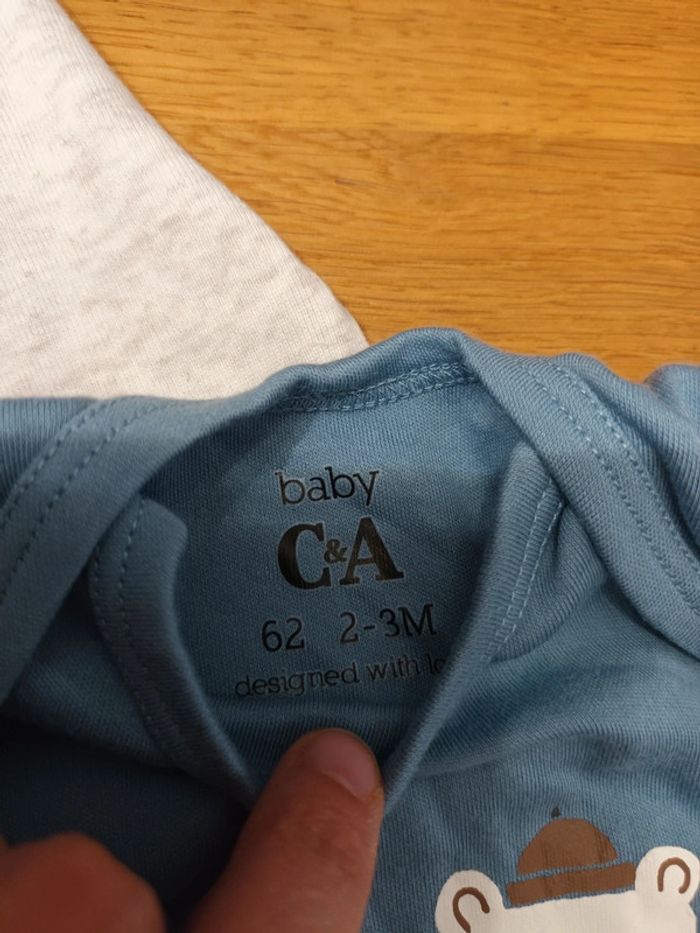 baby
C&A
62 2-3M
designed with